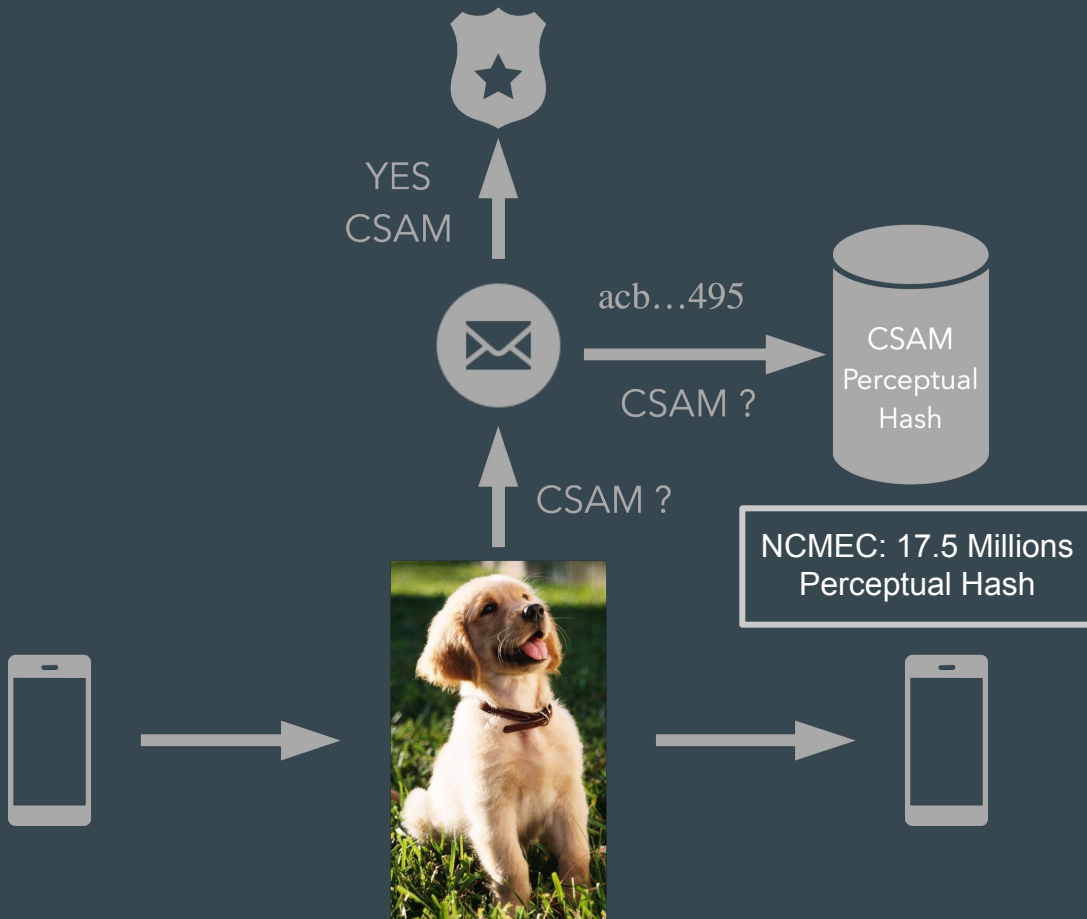 YES
CSAM
acb…495
CSAM ?
CSAM
Perceptual
Hash
CSAM ?
NCMEC: 17.5 Millions
Perceptual Hash